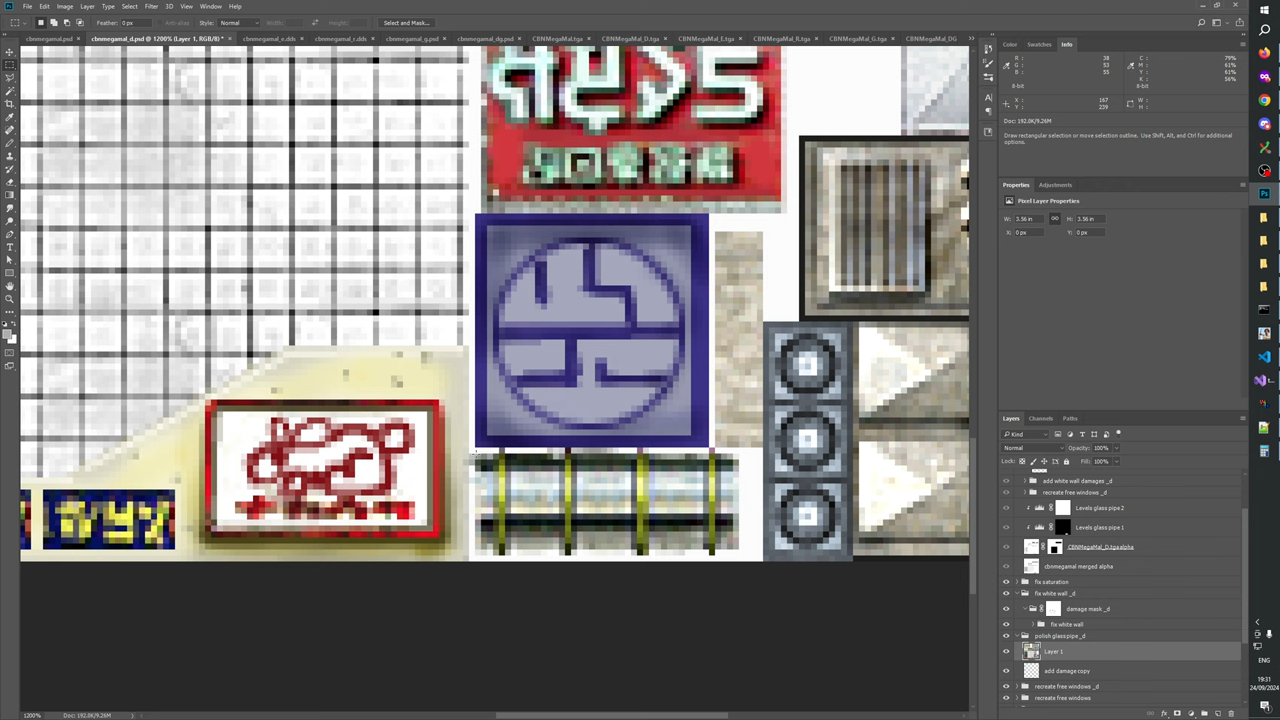 File Edit Image Layer Type Select Filter 3D View Window Help
Feather: 0 px Anti-alias Style: Normal Width: Height: Select and Mask...
cbnmegamal.psd × cbnmegamal_d.psd @ 1200% (Layer 1, RGB/8) * × cbnmegamal_e.dds × cbnmegamal_r.dds × cbnmegamal_g.psd × cbnmegamal_dg.psd × CBNMegaMal.tga × CBNMegaMal_D.tga × CBNMegaMal_E.tga × CBNMegaMal_R.tga × CBNMegaMal_G.tga × CBNMegaMal_DG
Color Swatches Info
R: 38 C: 79%
G: 53 M: 61%
B: 55 Y: 61%
K: 56%
8-bit 8-bit
X: 167 W:
Y: 239 H:
Doc: 192.0K/9.26M
Draw rectangular selection or move selection outline. Use Shift, Alt, and Ctrl for additional options.
Properties Adjustments
Pixel Layer Properties
W: 3.56 in H: 3.56 in
X: 0 px Y: 0 px
Layers Channels Paths
Kind
Normal Opacity: 100%
Lock: Fill: 100%
add white wall damages _d
recreate free windows _d
Levels glass pipe 2
Levels glass pipe 1
CBNMegaMal_D.tgaalpha
cbnmegamal merged alpha
fix saturation
fix white wall _d
damage mask _d
fix white wall
polish glass pipe _d
Layer 1
add damage copy
recreate free windows _d
recreate free windows
ENG
19:31
24/09/2024
1200% Doc: 192.0K/9.26M